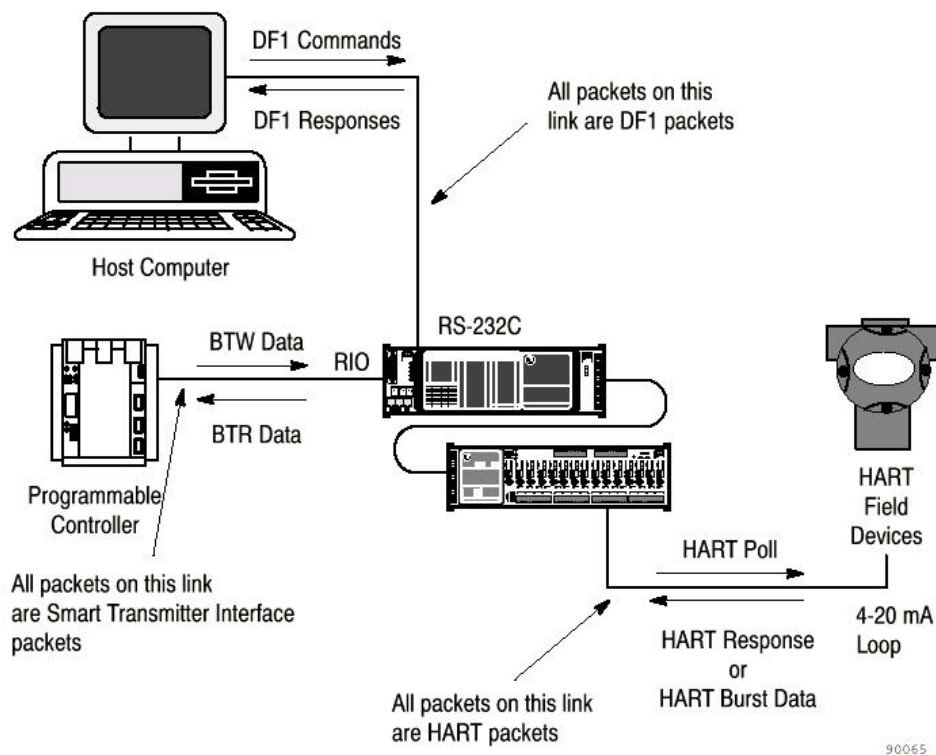 DF1 Commands
DF1 Responses
All packets on this
link are DF1 packets
Host Computer
RS-232C
BTW Data
RIO
BTR Data
Programmable
Controller
HART
Field
Devices
HART Poll
All packets on this link
are Smart Transmitter Interface
packets
4-20 mA
Loop
HART Response
or
HART Burst Data
All packets on this link
are HART packets
90065